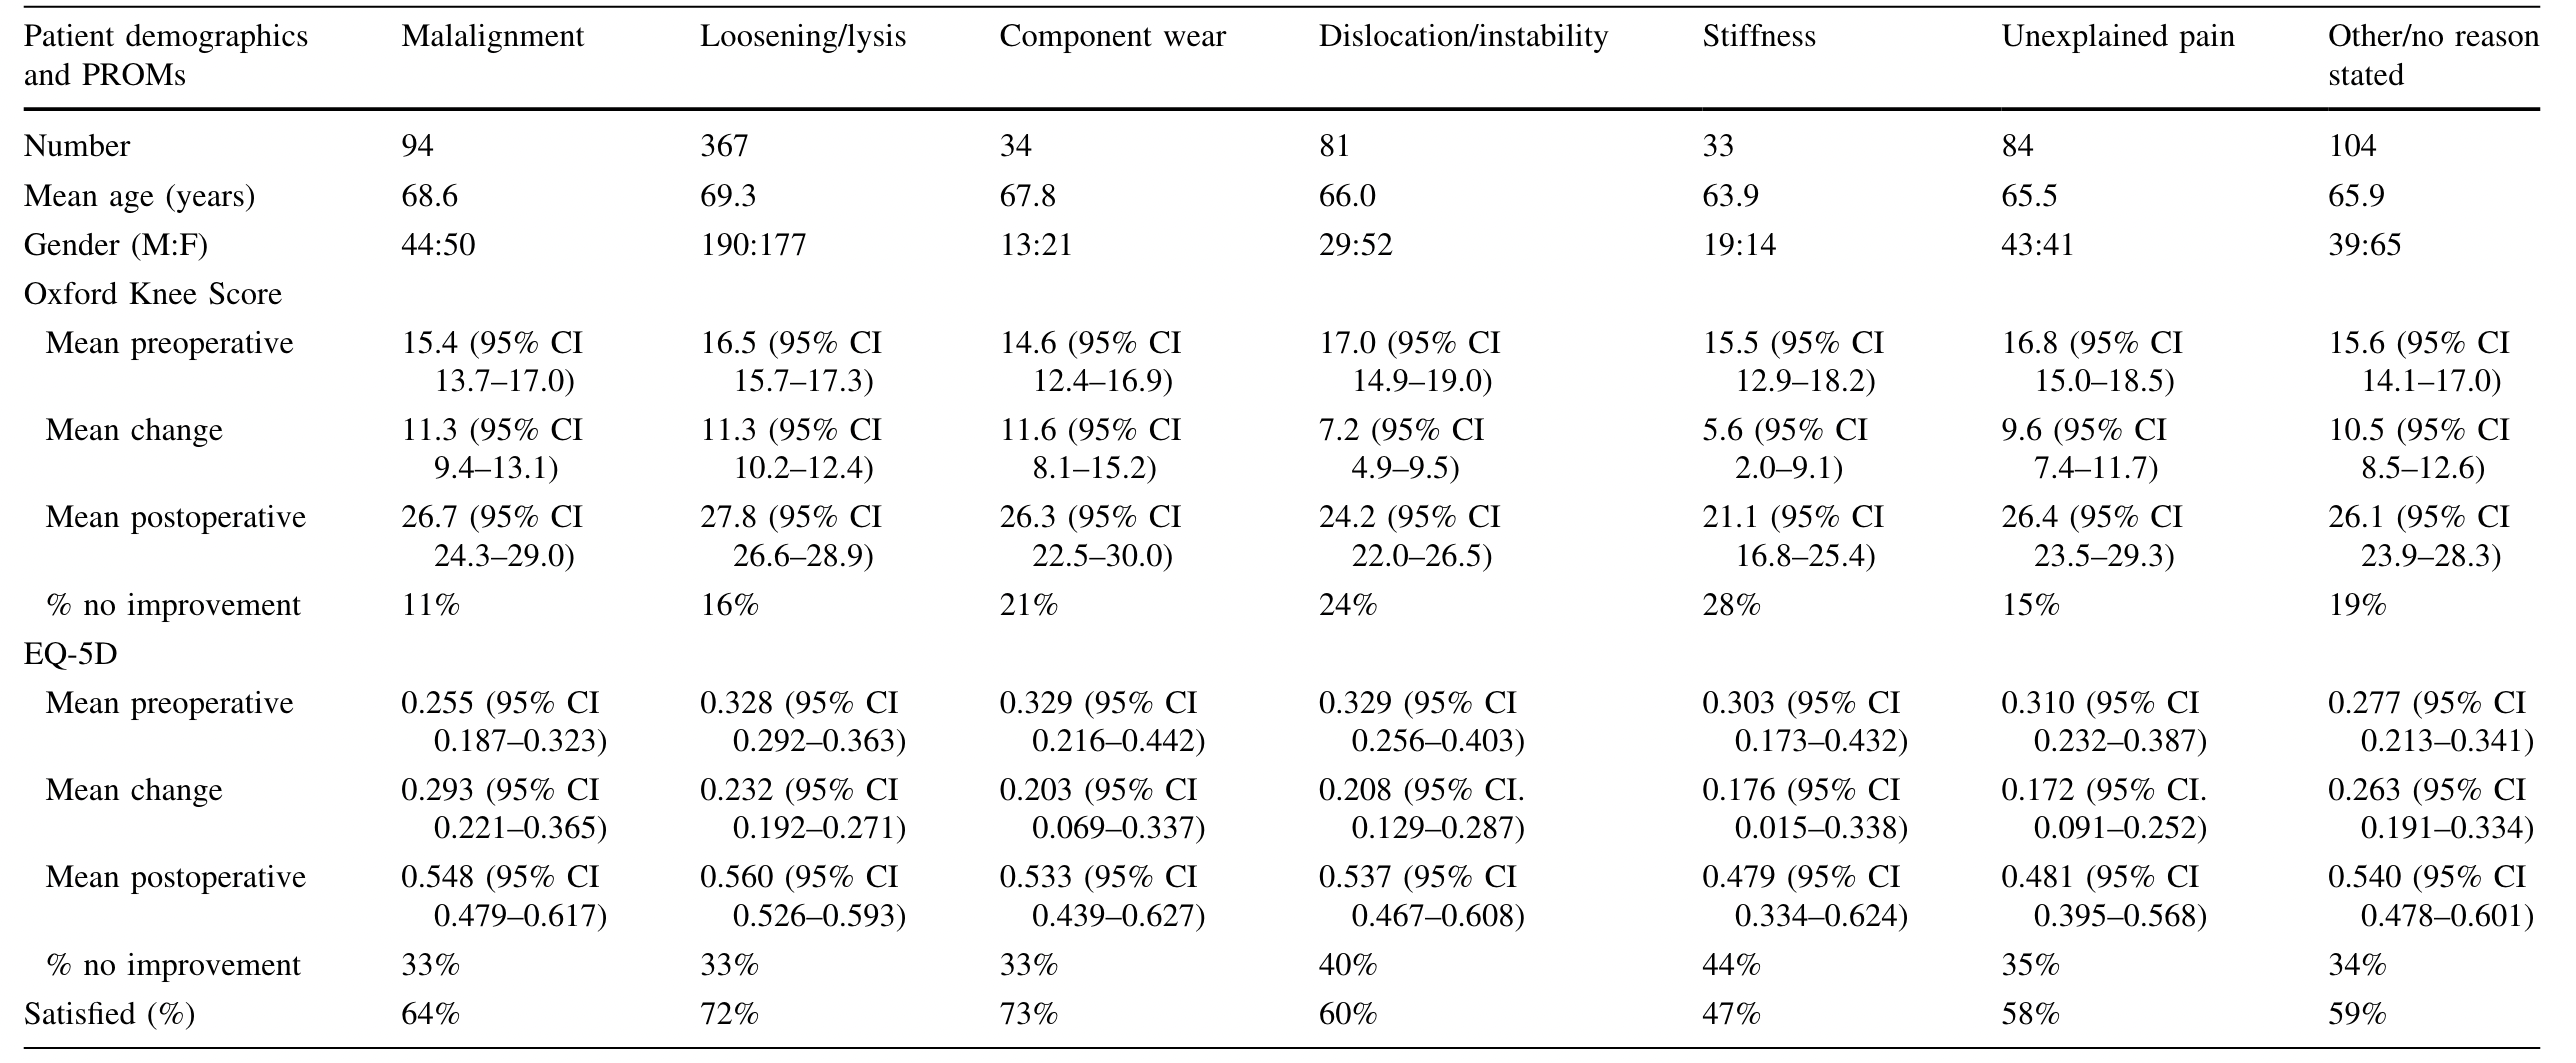 Patient demographics Malalignment Loosening/lysis Component wear Dislocation/instability Stiffness Unexplained pain Other/no reason
and PROMs stated
Number 94 367 34 81 33 84 104
Mean age (years) 68.6 69.3 67.8 66.0 63.9 65.5 65.9
Gender (M:F) 44:50 190:177 13:21 29:52 19:14 43:41 39:65
Oxford Knee Score
Mean preoperative 15.4 (95% CI 16.5 (95% CI 14.6 (95% CI 17.0 (95% CI 15.5 (95% CI 16.8 (95% CI 15.6 (95% CI
13.7–17.0) 15.7–17.3) 12.4–16.9) 14.9–19.0) 12.9–18.2) 15.0–18.5) 14.1–17.0)
Mean change 11.3 (95% CI 11.3 (95% CI 11.6 (95% CI 7.2 (95% CI 5.6 (95% CI 9.6 (95% CI 10.5 (95% CI
9.4–13.1) 10.2–12.4) 8.1–15.2) 4.9–9.5) 2.0–9.1) 7.4–11.7) 8.5–12.6)
Mean postoperative 26.7 (95% CI 27.8 (95% CI 26.3 (95% CI 24.2 (95% CI 21.1 (95% CI 26.4 (95% CI 26.1 (95% CI
24.3–29.0) 26.6–28.9) 22.5–30.0) 22.0–26.5) 16.8–25.4) 23.5–29.3) 23.9–28.3)
% no improvement 11% 16% 21% 24% 28% 15% 19%
EQ-5D
Mean preoperative 0.255 (95% CI 0.328 (95% CI 0.329 (95% CI 0.329 (95% CI 0.303 (95% CI 0.310 (95% CI 0.277 (95% CI
0.187–0.323) 0.292–0.363) 0.216–0.442) 0.256–0.403) 0.173–0.432) 0.232–0.387) 0.213–0.341)
Mean change 0.293 (95% CI 0.232 (95% CI 0.203 (95% CI 0.208 (95% CI. 0.176 (95% CI 0.172 (95% CI. 0.263 (95% CI
0.221–0.365) 0.192–0.271) 0.069–0.337) 0.129–0.287) 0.015–0.338) 0.091–0.252) 0.191–0.334)
Mean postoperative 0.548 (95% CI 0.560 (95% CI 0.533 (95% CI 0.537 (95% CI 0.479 (95% CI 0.481 (95% CI 0.540 (95% CI
0.479–0.617) 0.526–0.593) 0.439–0.627) 0.467–0.608) 0.334–0.624) 0.395–0.568) 0.478–0.601)
% no improvement 33% 33% 33% 40% 44% 35% 34%
Satisfied (%) 64% 72% 73% 60% 47% 58% 59%